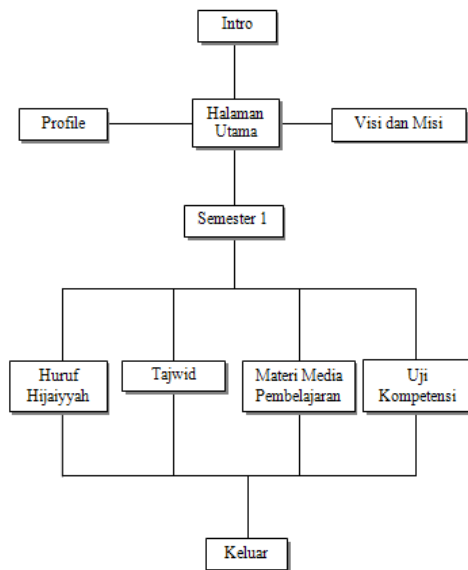 Intro
Profile
Halaman
Utama
Visi dan Misi
Semester 1
Huruf
Hijaiyyah
Tajwid
Materi Media
Pembelajaran
Uji
Kompetensi
Keluar